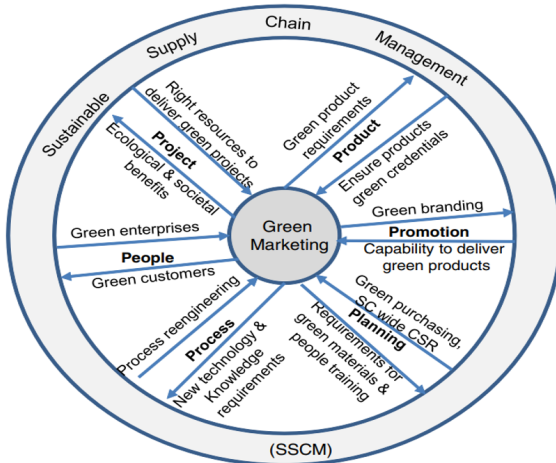 Sustainable Supply Chain Management
Right resources to
deliver green projects
Project
Ecological & societal
benefits
Green product
requirements
Product
Ensure products
green credentials
Green enterprises
People
Green customers
Green
Marketing
Green branding
Promotion
Capability to deliver
green products
Process reengineering
Process
New technology &
Knowledge
requirements
Green purchasing,
SC wide CSR
Planning
Requirements for
green materials &
people training
(SSCM)